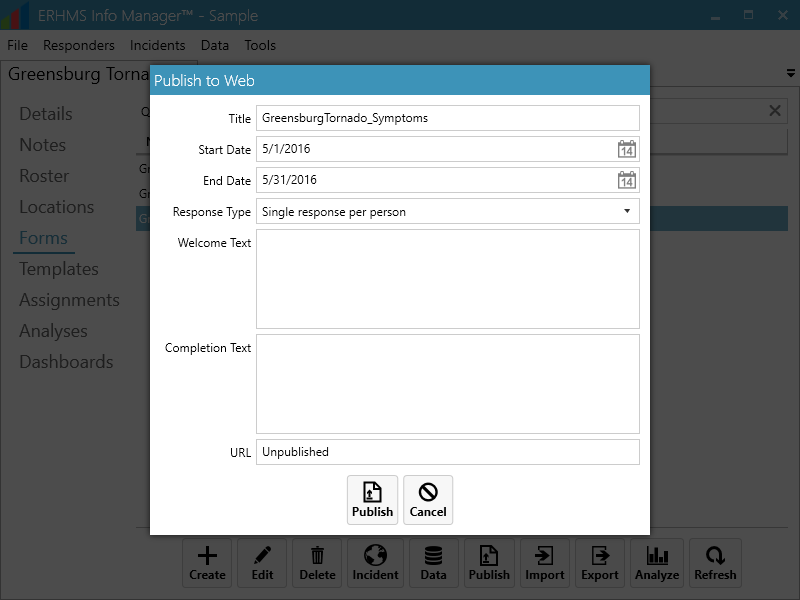 ERHMS Info Manager™ - Sample
File Responders Incidents Data Tools
Greensburg Torna
Publish to Web
Details
Notes
Roster
Locations
Forms
Templates
Assignments
Analyses
Dashboards
Title GreensburgTornado_Symptoms
Start Date 5/1/2016 14
End Date 5/31/2016 14
Response Type Single response per person
Welcome Text
Completion Text
URL Unpublished
Publish Cancel
Create Edit Delete Incident Data Publish Import Export Analyze Refresh